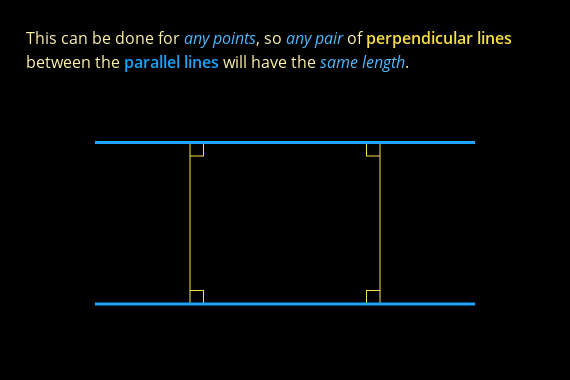 This can be done for any points, so any pair of perpendicular lines
between the parallel lines will have the same length.